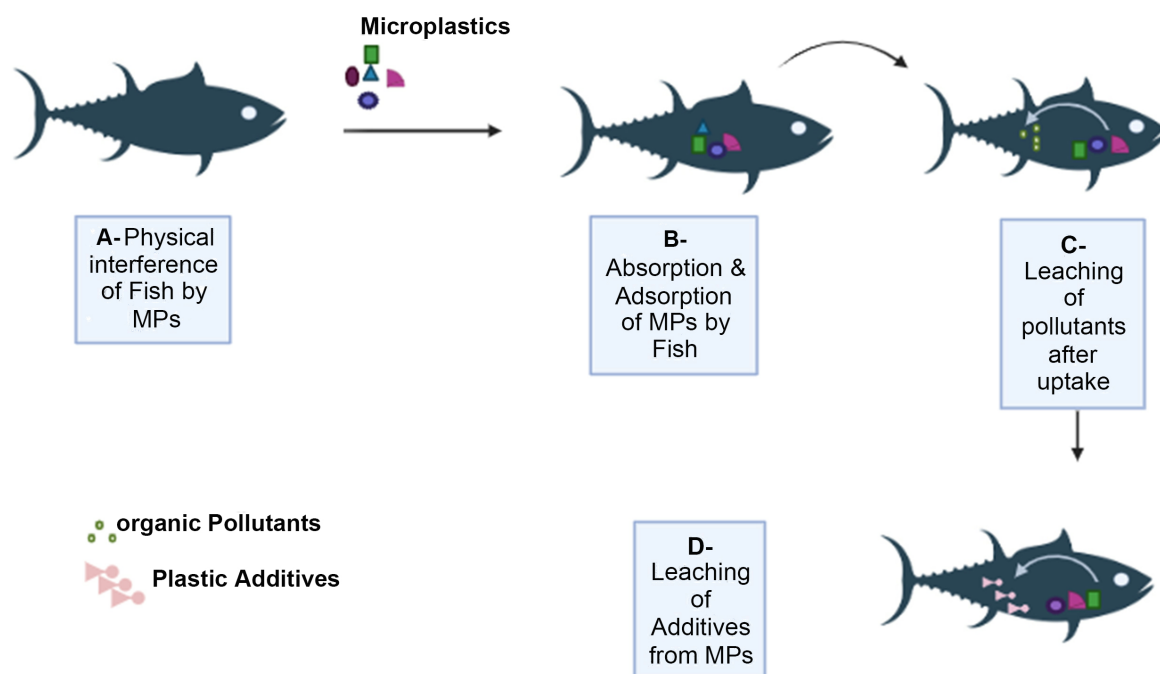 Microplastics
A- Physical
interference
of Fish by
MPs
B-
Absorption &
Adsorption
of MPs by
Fish
C-
Leaching
of
pollutants
after
uptake
organic Pollutants
Plastic Additives
D-
Leaching
of
Additives
from MPs